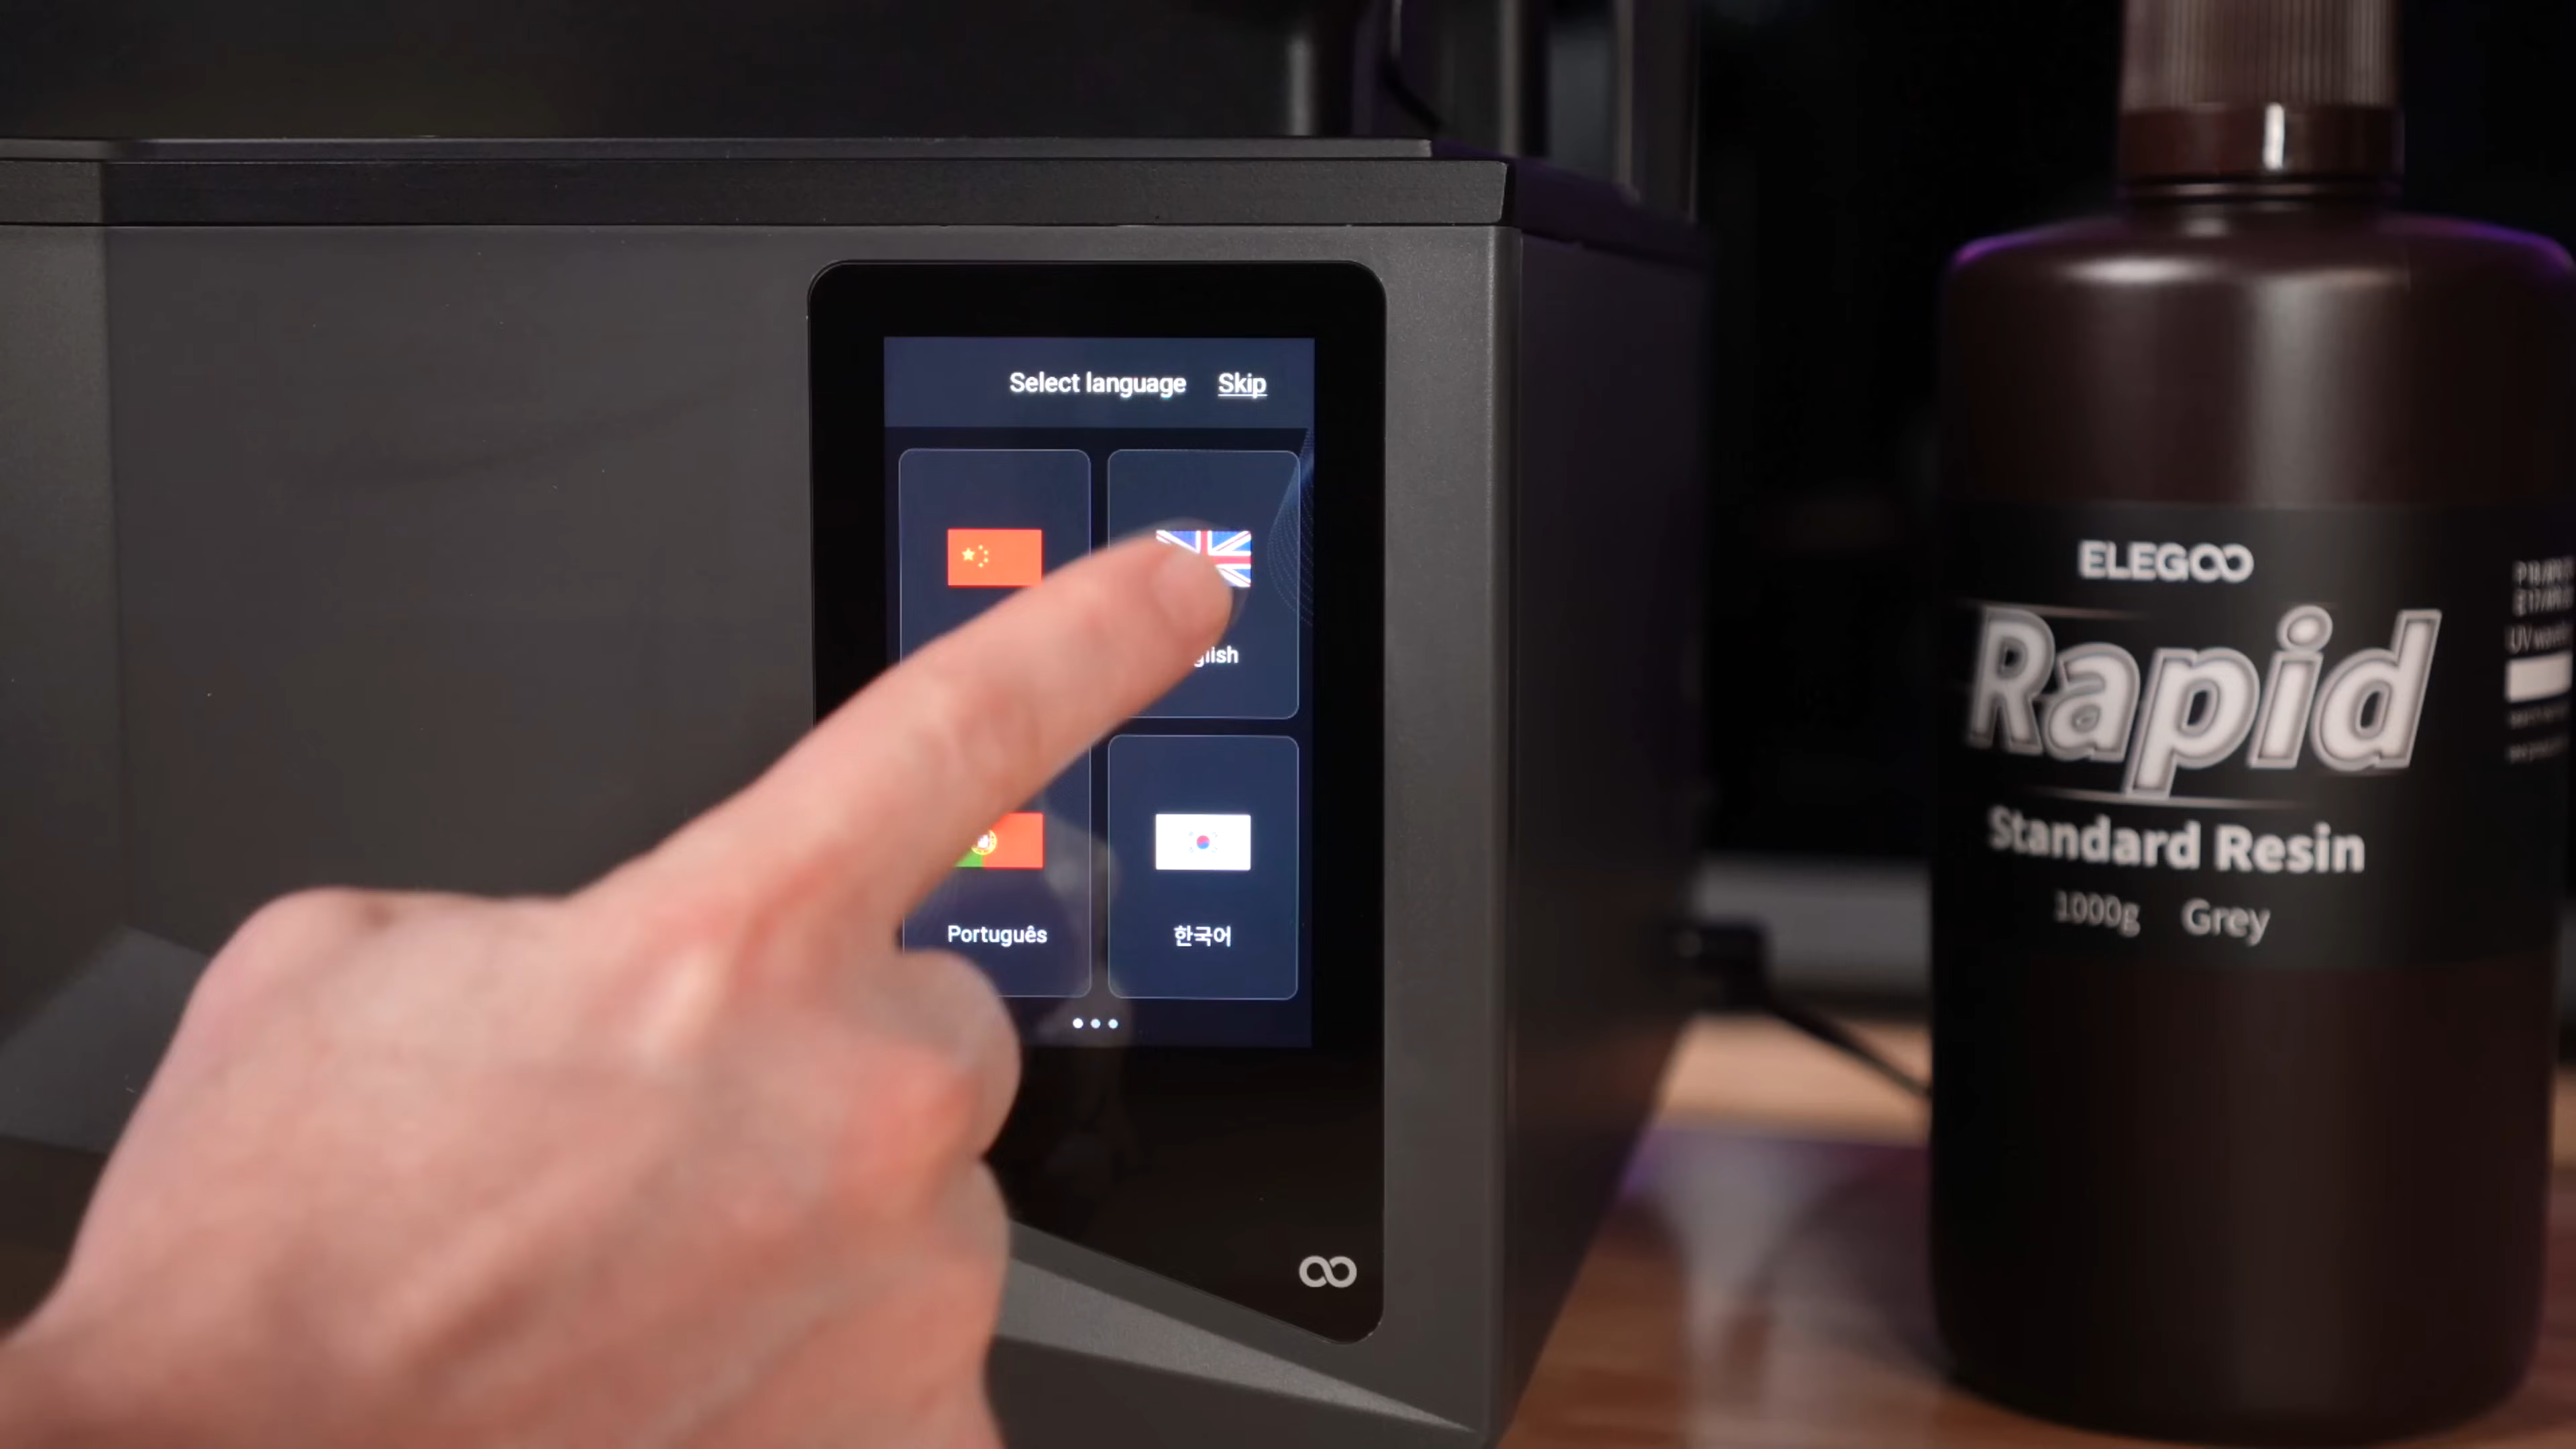 Select language Skip
glish
Português
한국어
ELEGOO
Rapid
Standard Resin
1000g Grey